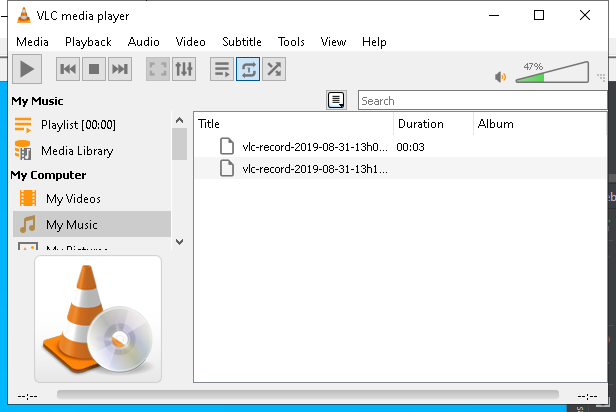 VLC media player
Media Playback Audio Video Subtitle Tools View Help
47%
My Music
Search
Playlist [00:00]
Title Duration Album
Media Library
vlc-record-2019-08-31-13h0... 00:03
My Computer
vlc-record-2019-08-31-13h1...
My Videos
My Music
My Pictures
--:-- --:--